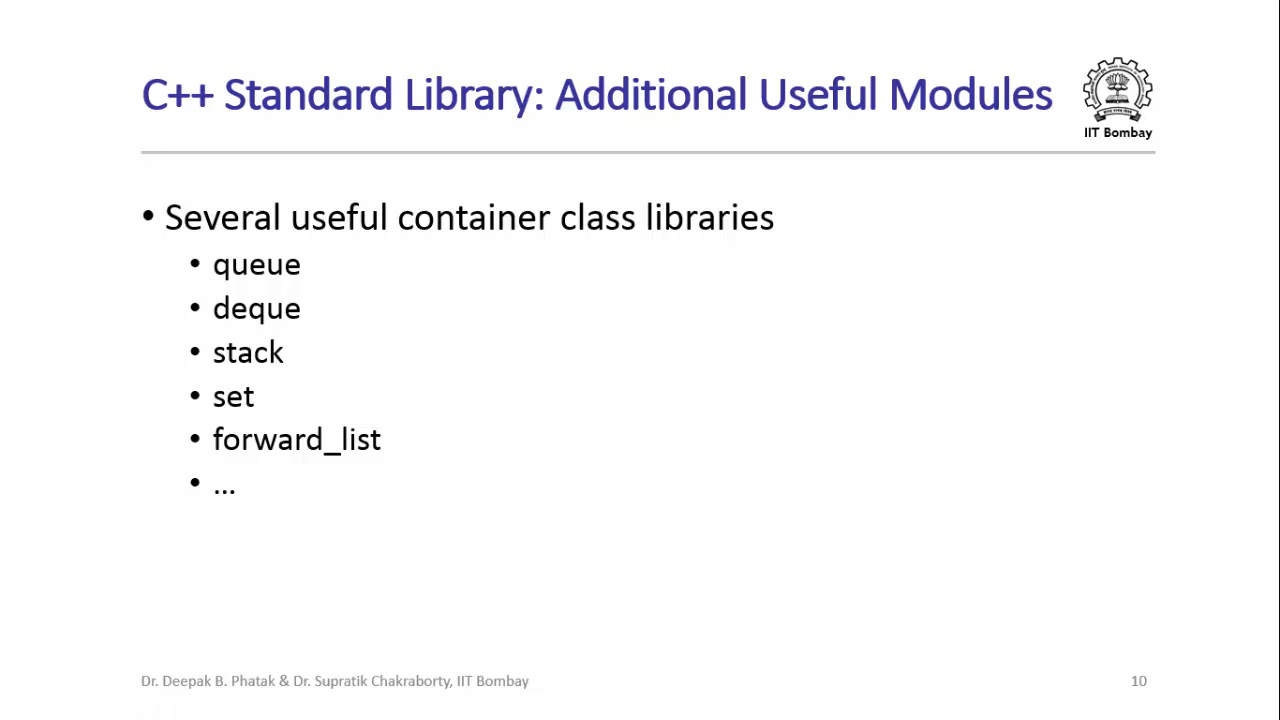 C++ Standard Library: Additional Useful Modules
IIT Bombay
• Several useful container class libraries
• queue
• deque
• stack
• set
• forward_list
• ...
Dr. Deepak B. Phatak & Dr. Supratik Chakraborty, IIT Bombay
10